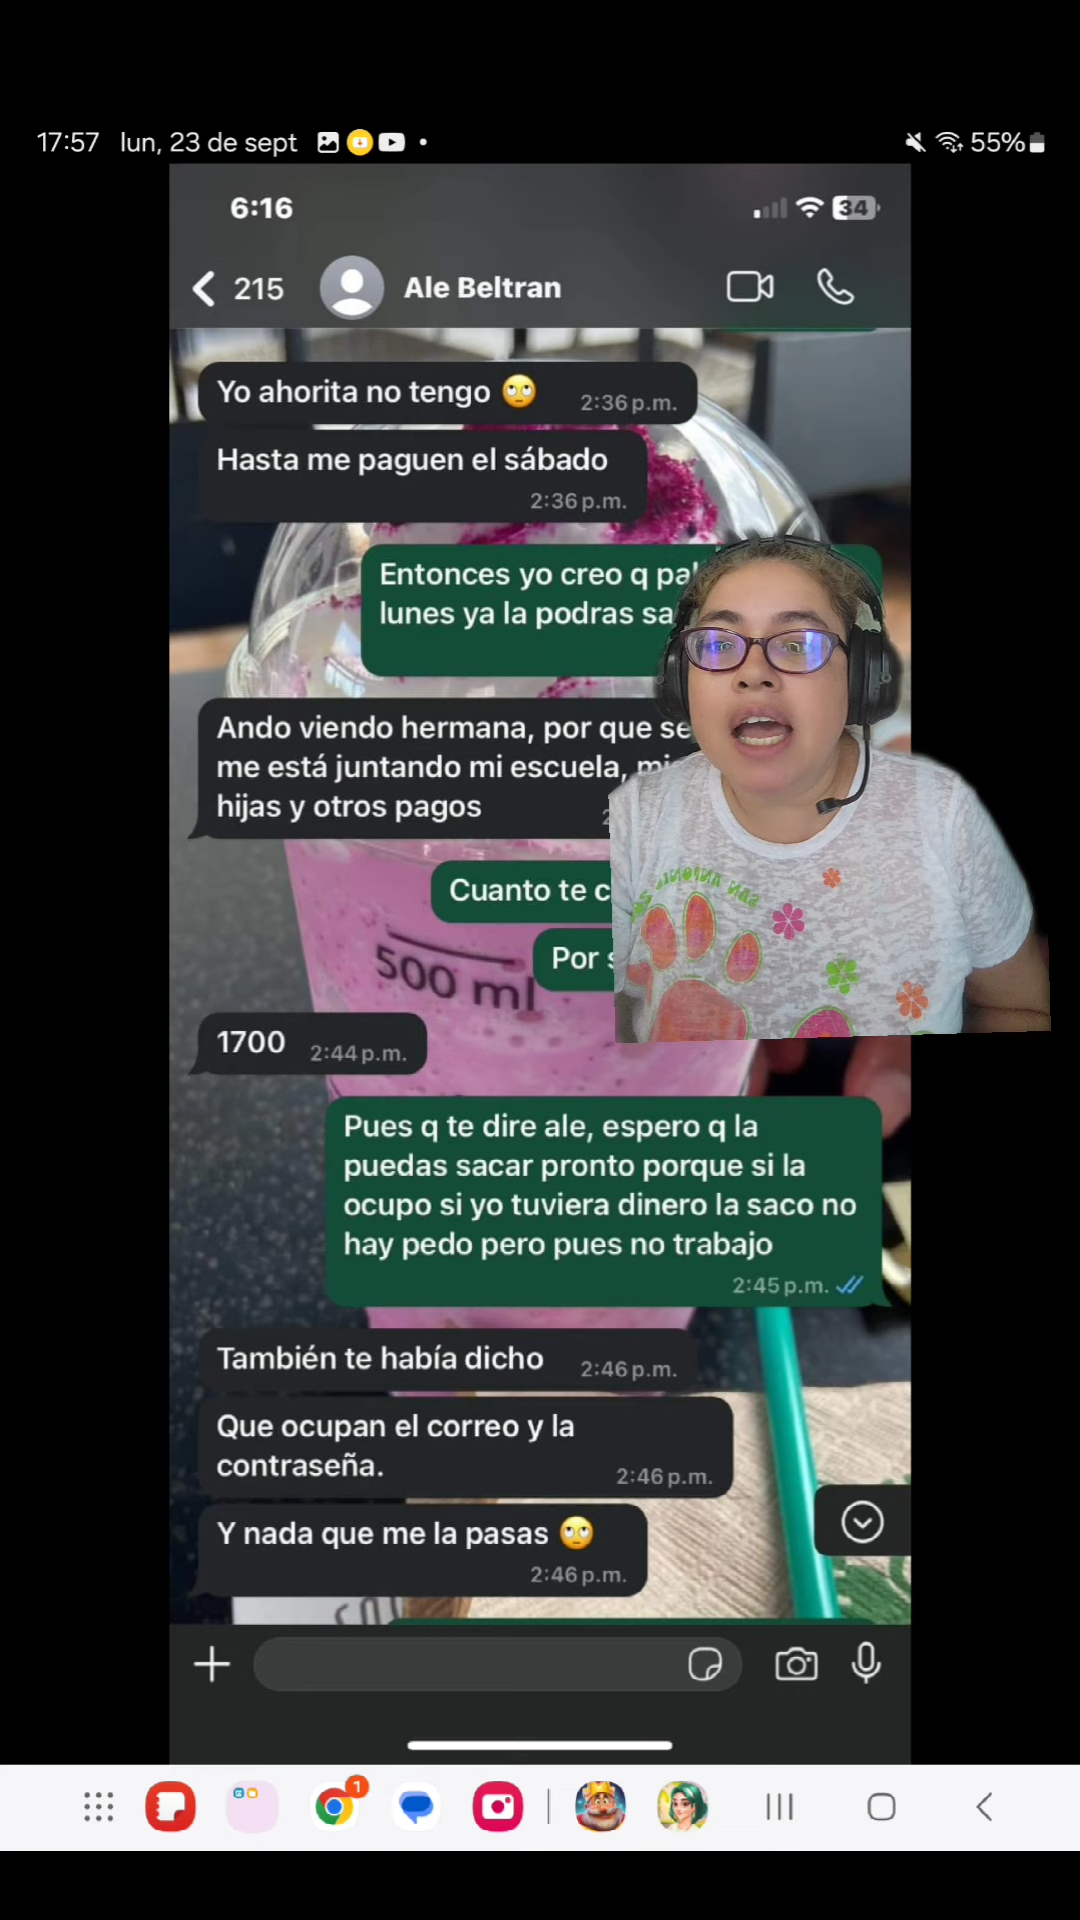 17:57 lun, 23 de sept
55%
6:16
34
215
Ale Beltran
Yo ahorita no tengo 🙄 2:36 p.m.
Hasta me paguen el sábado
2:36 p.m.
Entonces yo creo q
lunes ya la podras
Ando viendo hermana, por que se
me está juntando mi escuela,
hijas y otros pagos
Cuanto te
Por
500 ml
1700 2:44 p.m.
Pues q te dire ale, espero q la
puedas sacar pronto porque si la
ocupo si yo tuviera dinero la saco no
hay pedo pero pues no trabajo
2:45 p.m.
También te había dicho 2:46 p.m.
Que ocupan el correo y la
contraseña.
2:46 p.m.
Y nada que me la pasas 🙄
2:46 p.m.
1